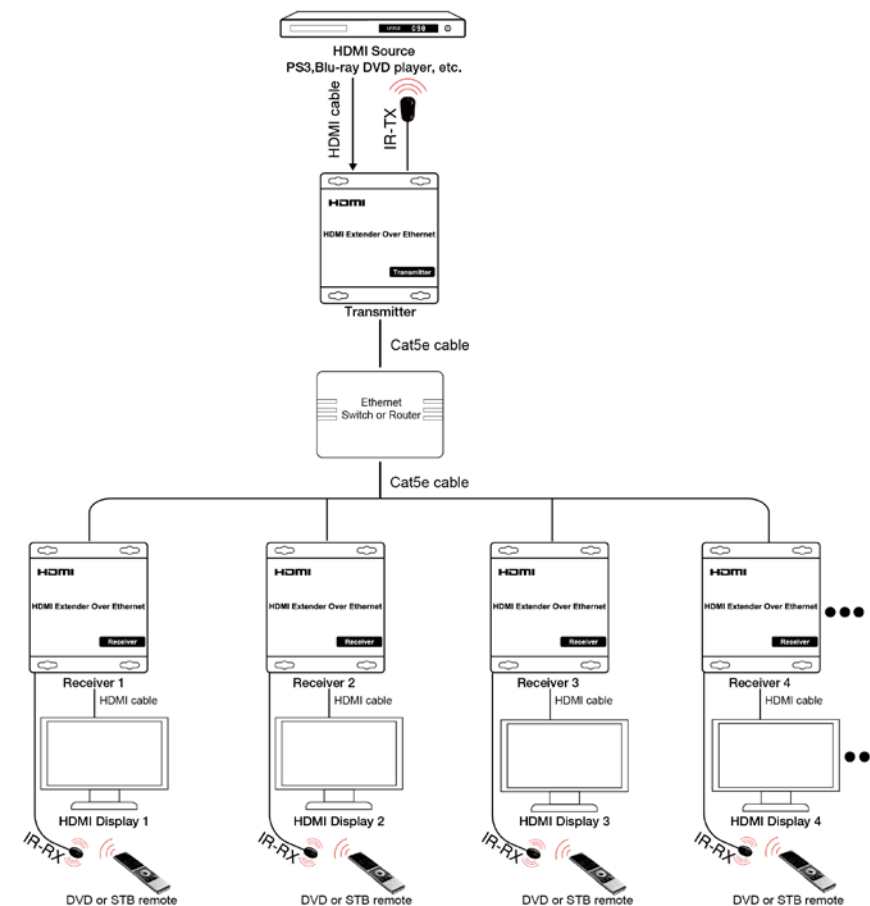 HDMI Source
PS3,Blu-ray DVD player, etc.
HDMI cable
IR-TX
HDMI
HDMI Extender Over Ethernet
Transmitter
Transmitter
Cat5e cable
Ethernet
Switch or Router
Cat5e cable
HDMI
HDMI Extender Over Ethernet
Receiver
Receiver 1
HDMI cable
HDMI Display 1
IR-RX
DVD or STB remote
HDMI
HDMI Extender Over Ethernet
Receiver
Receiver 2
HDMI cable
HDMI Display 2
IR-RX
DVD or STB remote
HDMI
HDMI Extender Over Ethernet
Receiver
Receiver 3
HDMI cable
HDMI Display 3
IR-RX
DVD or STB remote
HDMI
HDMI Extender Over Ethernet
Receiver
Receiver 4
HDMI cable
HDMI Display 4
IR-RX
DVD or STB remote